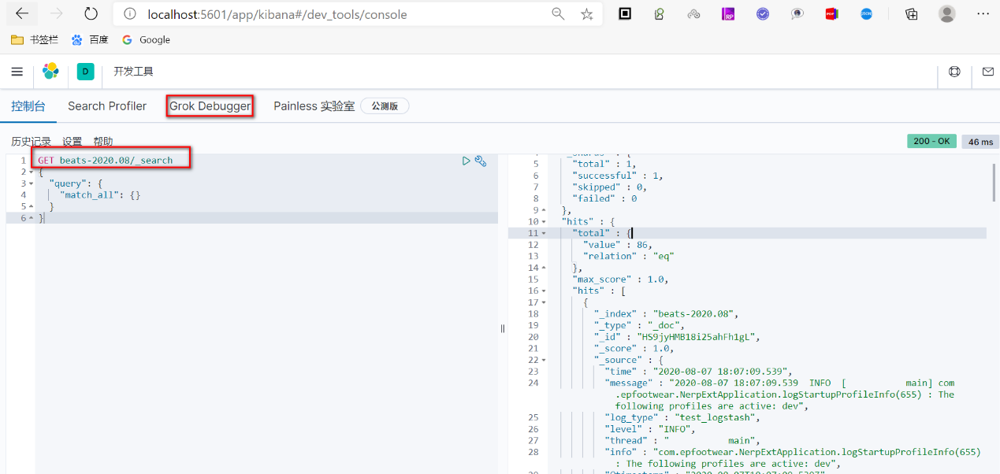 localhost:5601/app/kibana#/dev_tools/console
书签栏 百度 Google
D 开发工具
控制台 Search Profiler Grok Debugger Painless 实验室 公测版
历史记录 设置 帮助 200 - OK 46 ms
1 GET beats-2020.08/_search
2 {
3 "query": {
4 "match_all": {}
5 }
6 }
5 "total" : 1,
6 "successful" : 1,
7 "skipped" : 0,
8 "failed" : 0
9 },
10 "hits" : {
11 "total" : {
12 "value" : 86,
13 "relation" : "eq"
14 },
15 "max_score" : 1.0,
16 "hits" : [
17 {
18 "_index" : "beats-2020.08",
19 "_type" : "_doc",
20 "_id" : "HS9jyHMB18i25ahFh1gL",
21 "_score" : 1.0,
22 "_source" : {
23 "time" : "2020-08-07 18:07:09.539",
24 "message" : "2020-08-07 18:07:09.539 INFO [ main] com
.epfootwear.NerpExtApplication.logStartupProfileInfo(655) : The
following profiles are active: dev",
25 "log_type" : "test_logstash",
26 "level" : "INFO",
27 "thread" : " main",
28 "info" : "com.epfootwear.NerpExtApplication.logStartupProfileInfo(655)
: The following profiles are active: dev",